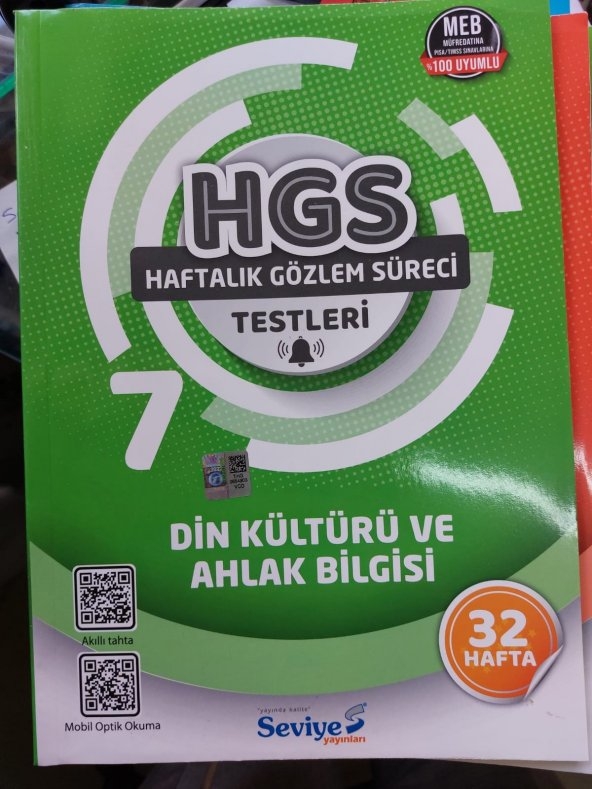 MEB
MÜFREDATINA
PISA/TIMSS SINAVLARINA
%100 UYUMLU
HGS
HAFTALIK GÖZLEM SÜRECİ
TESTLERİ
7
DİN KÜLTÜRÜ VE
AHLAK BİLGİSİ
Akıllı tahta
32
HAFTA
Mobil Optik Okuma
"yayında kalite"
Seviye
yayınları